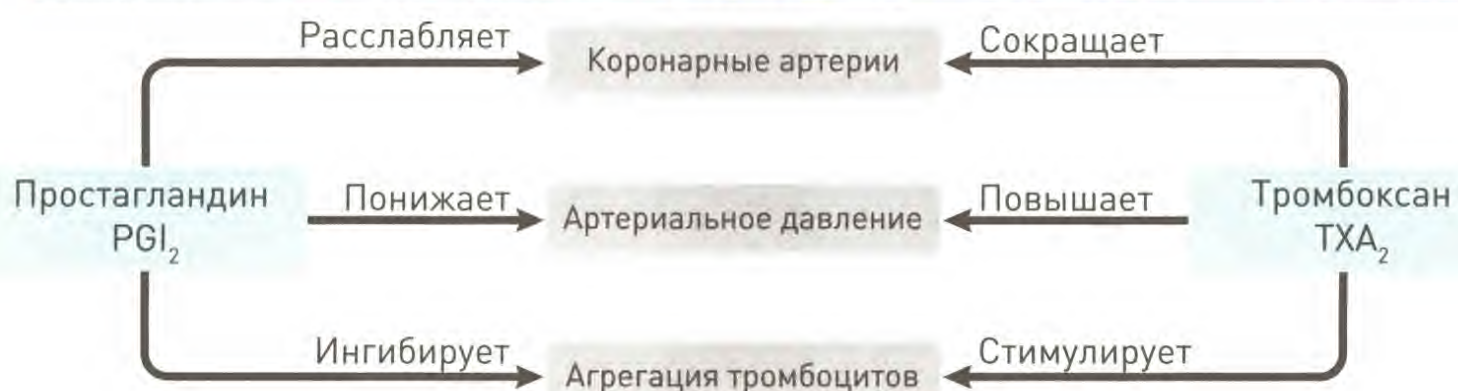 Расслабляет
Коронарные артерии
Сокращает
Простагландин
PGI₂
Понижает
Артериальное давление
Повышает
Тромбоксан
TXA₂
Ингибирует
Агрегация тромбоцитов
Стимулирует